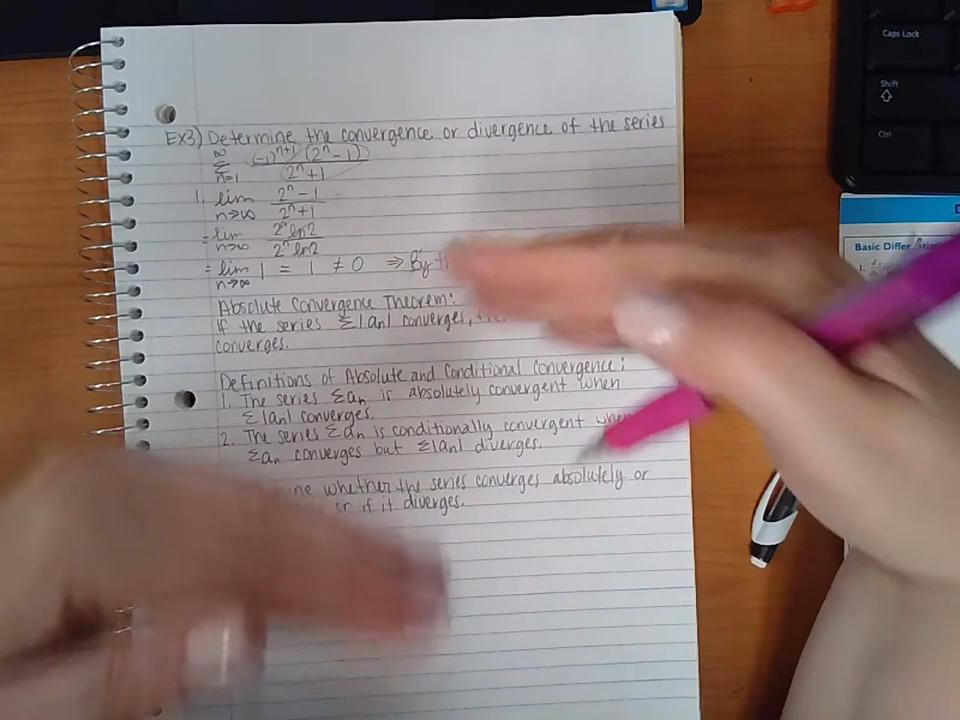 Ex3) Determine the convergence or divergence of the series
∞ Σ n=1 (-1)^{n+1} (2^n - 1) / 2^n + 1
1. lim n→∞ 2^n - 1 / 2^n + 1
= lim n→∞ 2^n ln2 / 2^n ln2
= lim n→∞ 1 = 1 ≠ 0 ⇒ By
Absolute Convergence Theorem:
If the series Σ|an| converges,
converges.
Definitions of Absolute and Conditional Convergence:
1. The series Σan is absolutely convergent when
Σ|an| converges.
2. The series Σan is conditionally convergent when
Σan converges but Σ|an| diverges.
whether the series converges absolutely or
or if it diverges.
Caps Lock
Shift
Ctrl
Basic
1.